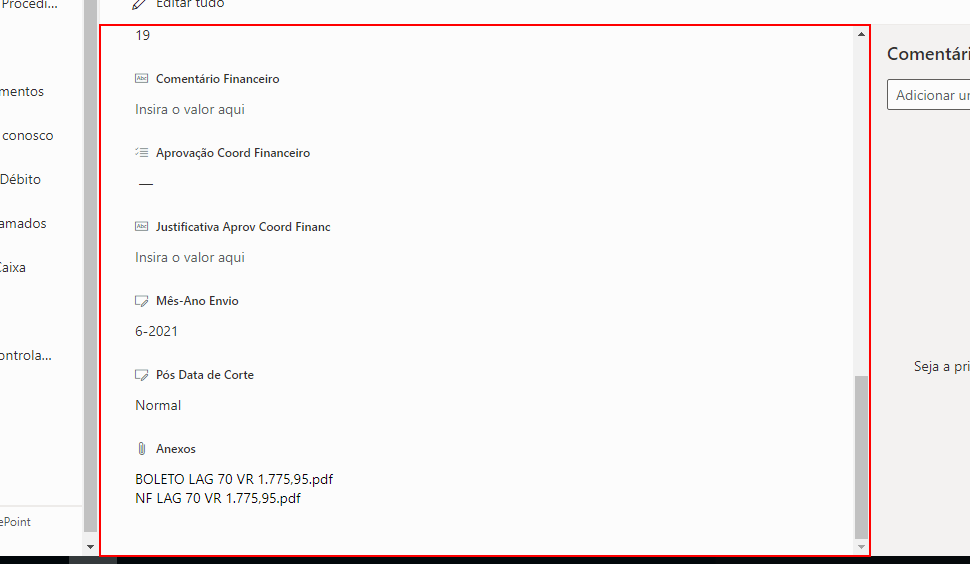 Procedi...
mentos
conosco
Débito
amados
Caixa
ontrola...
ePoint
Editar tudo
19
Abc Comentário Financeiro
Insira o valor aqui
Aprovação Coord Financeiro
—
Abc Justificativa Aprov Coord Financ
Insira o valor aqui
Mês-Ano Envio
6-2021
Pós Data de Corte
Normal
Anexos
BOLETO LAG 70 VR 1.775,95.pdf
NF LAG 70 VR 1.775,95.pdf
Comentári
Adicionar ur
Seja a pri